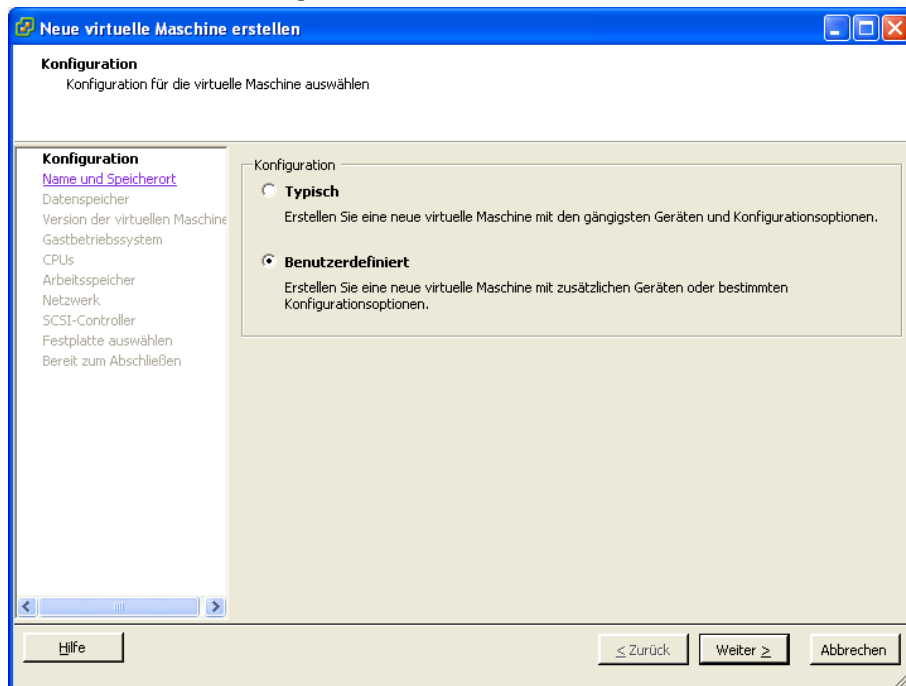 Neue virtuelle Maschine erstellen
Konfiguration
Konfiguration für die virtuelle Maschine auswählen
Konfiguration
Name und Speicherort
Datenspeicher
Version der virtuellen Maschine
Gastbetriebssystem
CPUs
Arbeitsspeicher
Netzwerk
SCSI-Controller
Festplatte auswählen
Bereit zum Abschließen
Konfiguration
Typisch
Erstellen Sie eine neue virtuelle Maschine mit den gängigsten Geräten und Konfigurationsoptionen.
Benutzerdefiniert
Erstellen Sie eine neue virtuelle Maschine mit zusätzlichen Geräten oder bestimmten
Konfigurationsoptionen.
Hilfe
≤ Zurück
Weiter ≥
Abbrechen